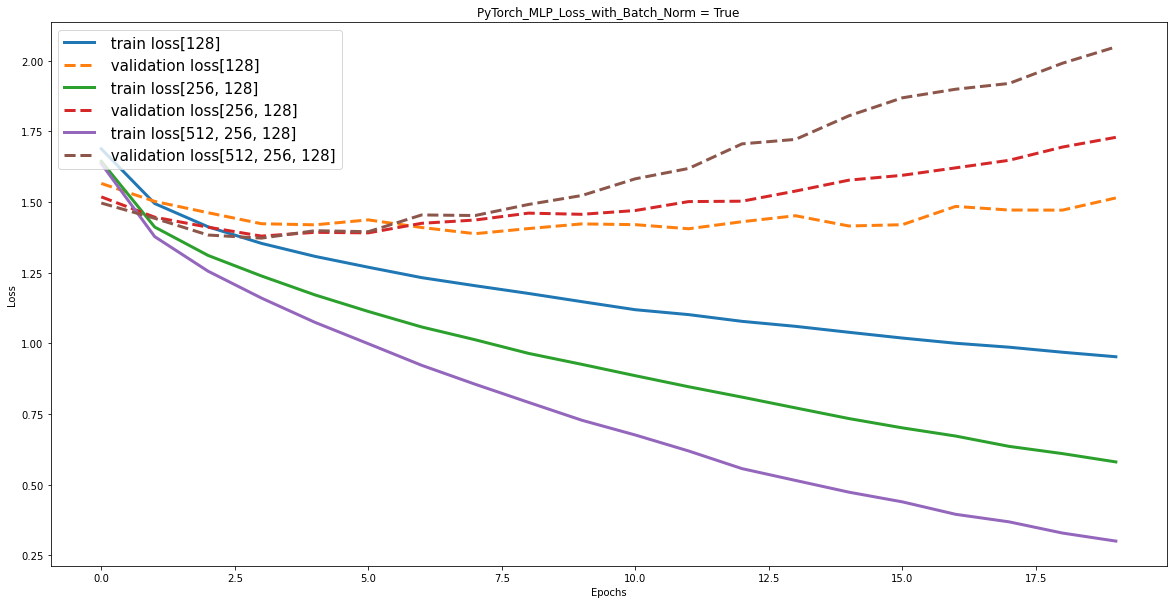 PyTorch_MLP_Loss_with_Batch_Norm = True
train loss[128]
validation loss[128]
train loss[256, 128]
validation loss[256, 128]
train loss[512, 256, 128]
validation loss[512, 256, 128]
2.00
1.75
1.50
1.25
1.00
0.75
0.50
0.25
Loss
0.0 2.5 5.0 7.5 10.0 12.5 15.0 17.5
Epochs